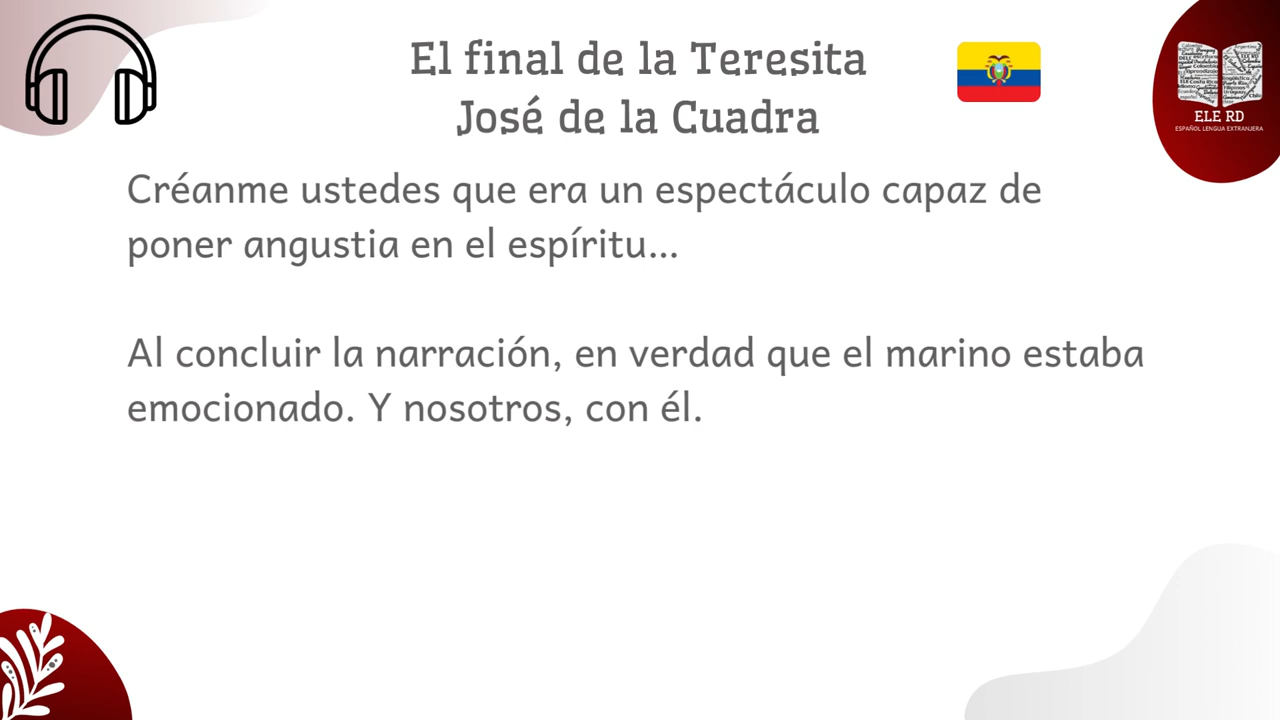 El final de la Teresita
José de la Cuadra
Créanme ustedes que era un espectáculo capaz de
poner angustia en el espíritu...
Al concluir la narración, en verdad que el marino estaba
emocionado. Y nosotros, con él.
ELE RD
ESPAÑOL LENGUA EXTRANJERA